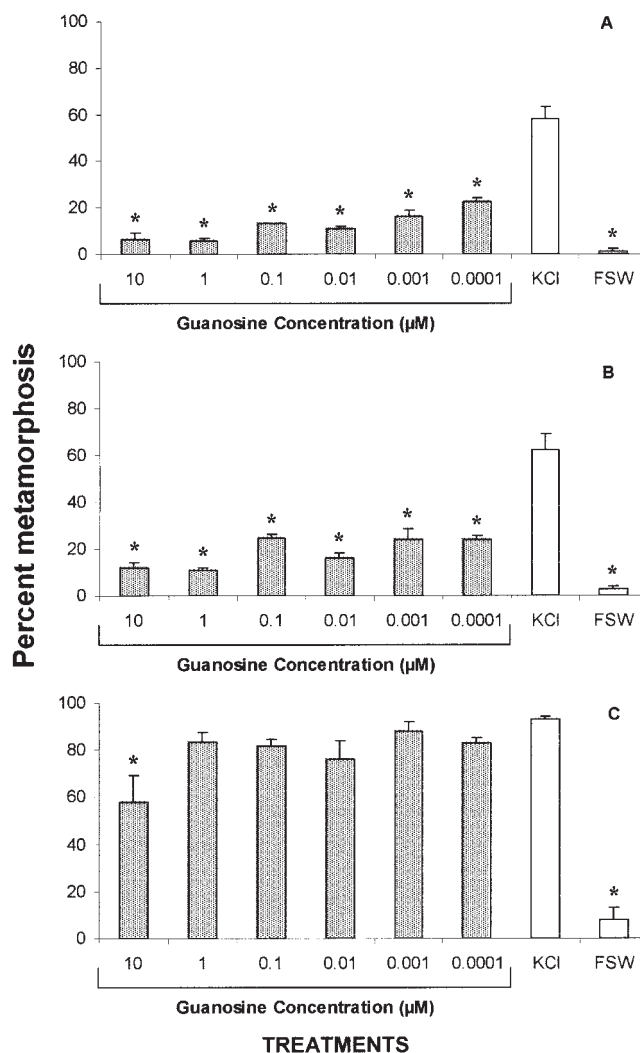 A
100
80
60
40
20
0
* * * * * * *
10 1 0.1 0.01 0.001 0.0001 KCl FSW
Guanosine Concentration (µM)
Percent metamorphosis
B
100
80
60
40
20
0
* * * * * * *
10 1 0.1 0.01 0.001 0.0001 KCl FSW
Guanosine Concentration (µM)
C
100
80
60
40
20
0
* *
10 1 0.1 0.01 0.001 0.0001 KCl FSW
Guanosine Concentration (µM)
TREATMENTS